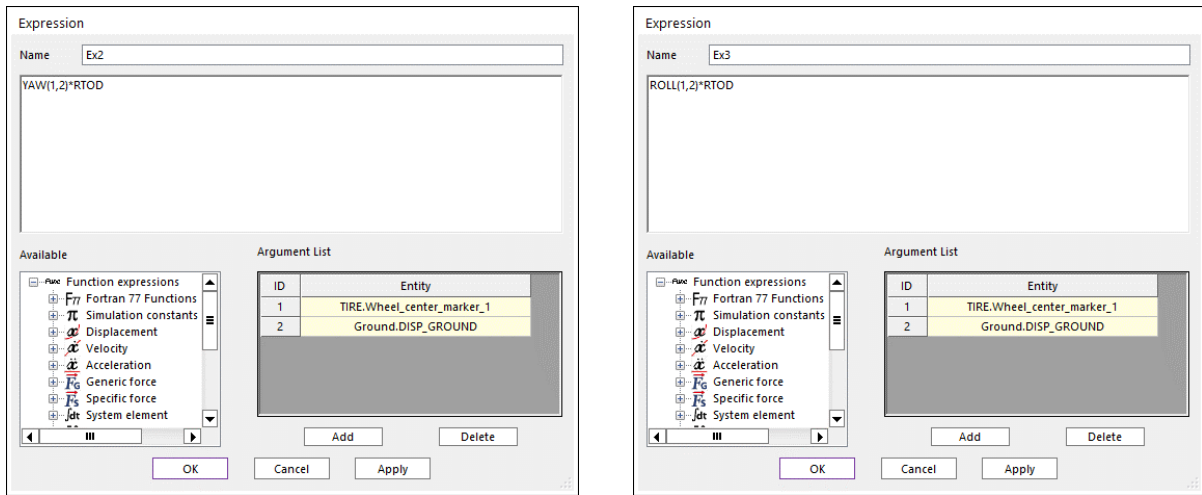 Expression
Name Ex2
YAW(1,2)*RTOD
Available
Function expressions
Fortran 77 Functions
Simulation constants
Displacement
Velocity
Acceleration
Generic force
Specific force
System element
Argument List
ID Entity
1 TIRE.Wheel_center_marker_1
2 Ground.DISP_GROUND
Add Delete
OK Cancel Apply
Expression
Name Ex3
ROLL(1,2)*RTOD
Available
Function expressions
Fortran 77 Functions
Simulation constants
Displacement
Velocity
Acceleration
Generic force
Specific force
System element
Argument List
ID Entity
1 TIRE.Wheel_center_marker_1
2 Ground.DISP_GROUND
Add Delete
OK Cancel Apply